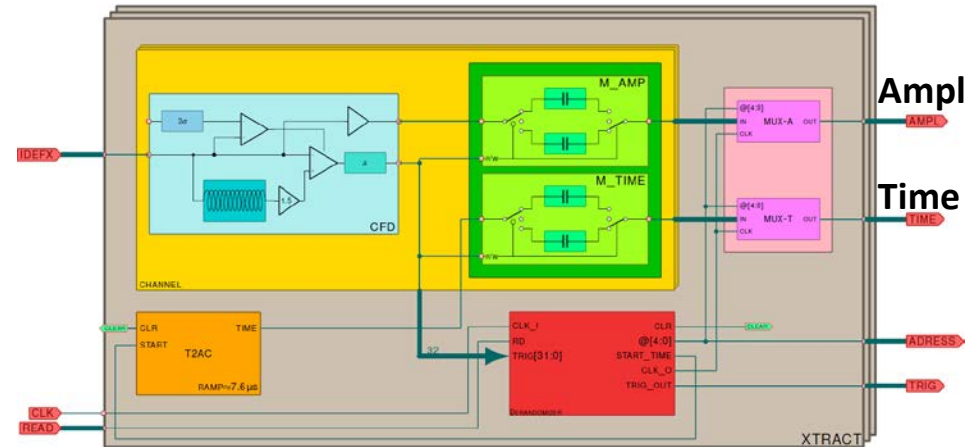 IDEFX
3σ
1.5
CFD
CHANNEL
M_AMP
R/W
M_TIME
R/W
@[4:0]
IN
CLK
OUT
MUX-A
@[4:0]
IN
CLK
OUT
MUX-T
Ampl
AMPL
Time
TIME
CLEAR
CLR
START
TIME
T2AC
RAMP=7.6µs
32
CLK_I
RD
TRIG[31:0]
CLR
@[4:0]
START_TIME
CLK_O
TRIG_OUT
DERANDOMIZER
CLEAR
ADRESS
TRIG
CLK
READ
XTRACT